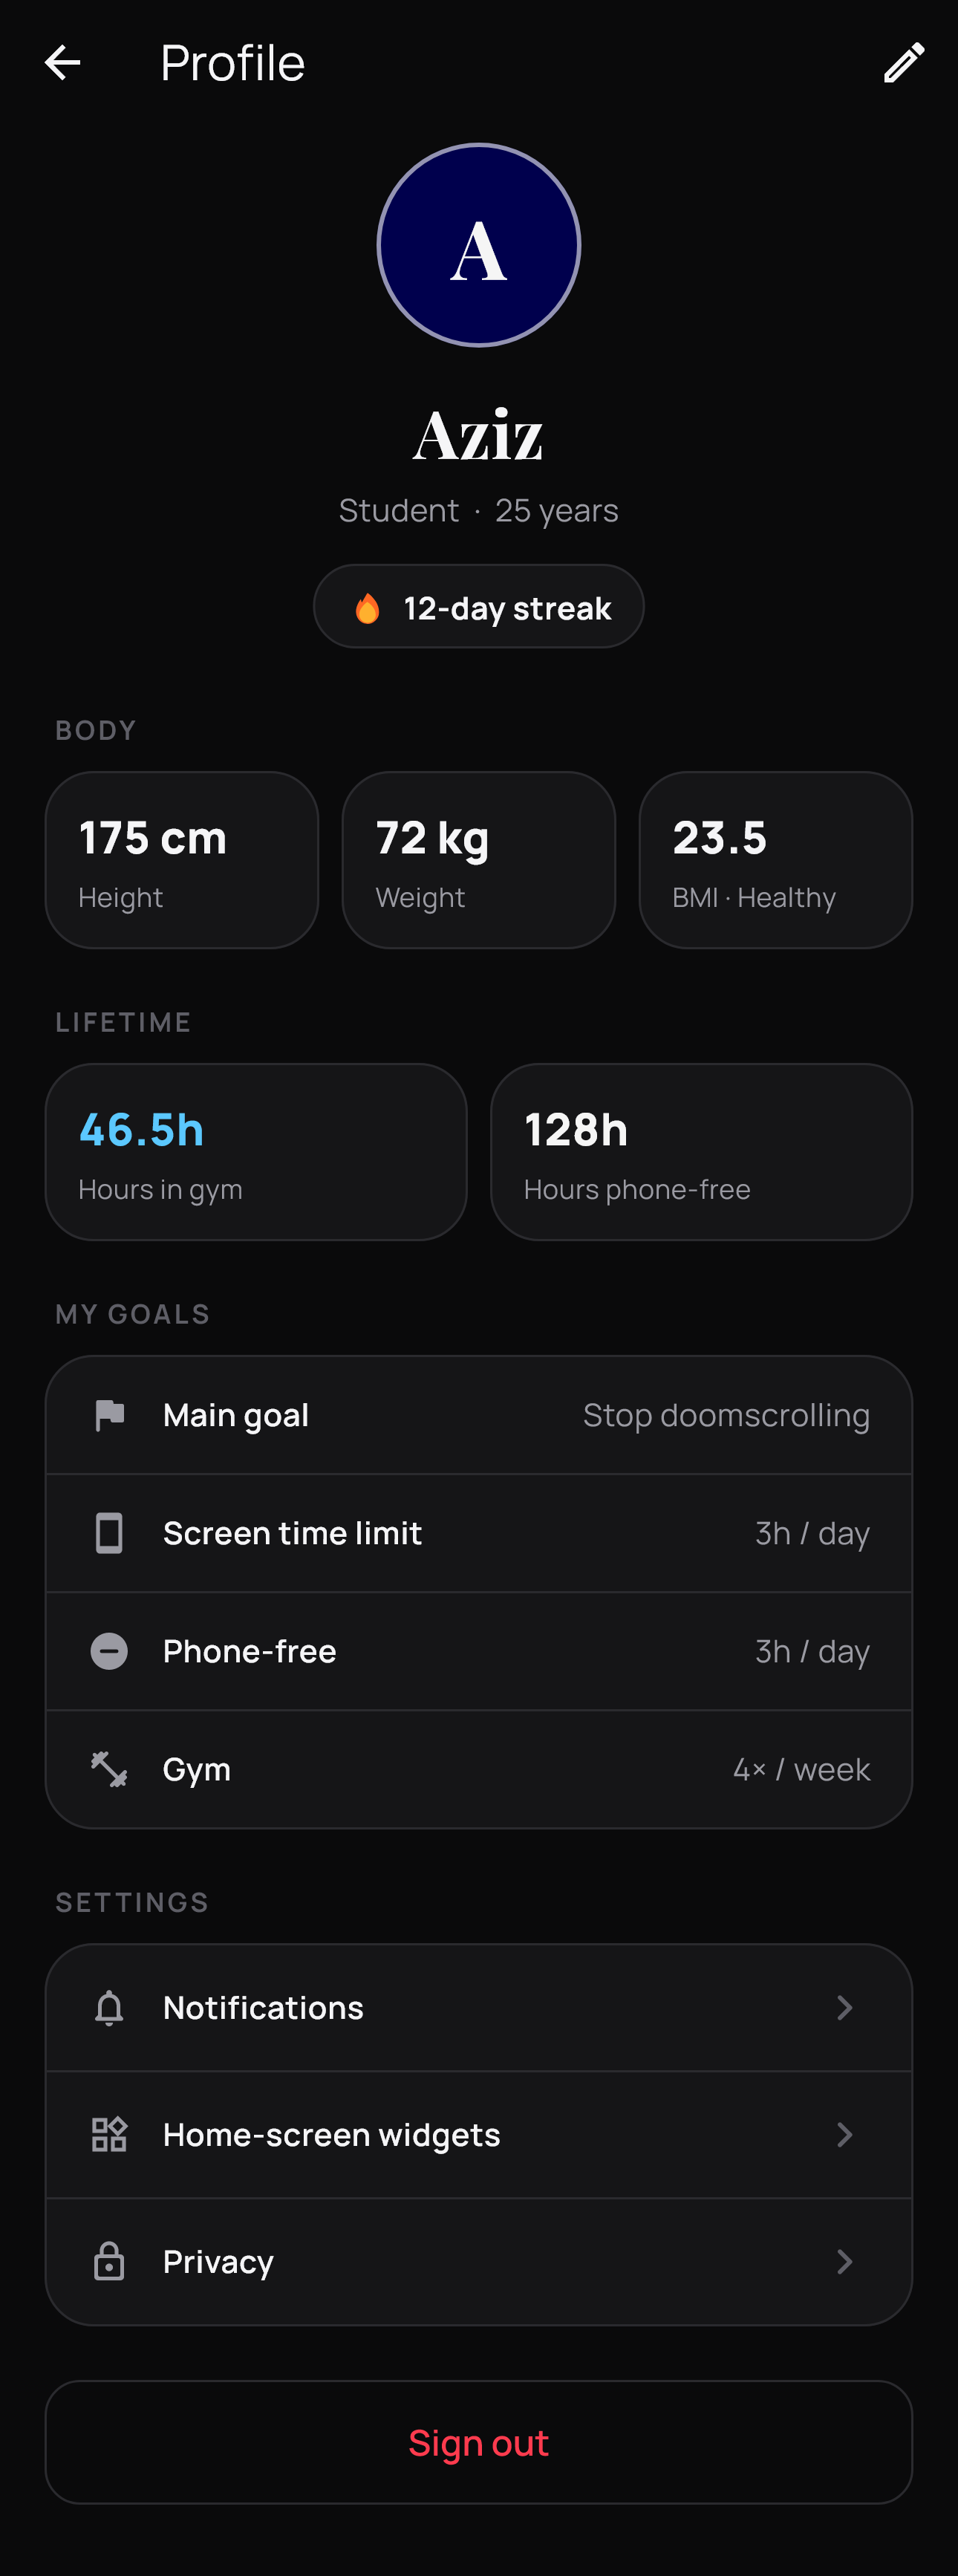 Profile
A
Aziz
Student · 25 years
12-day streak
BODY
175 cm
Height
72 kg
Weight
23.5
BMI · Healthy
LIFETIME
46.5h
Hours in gym
128h
Hours phone-free
MY GOALS
Main goal Stop doomscrolling
Screen time limit 3h / day
Phone-free 3h / day
Gym 4× / week
SETTINGS
Notifications
Home-screen widgets
Privacy
Sign out